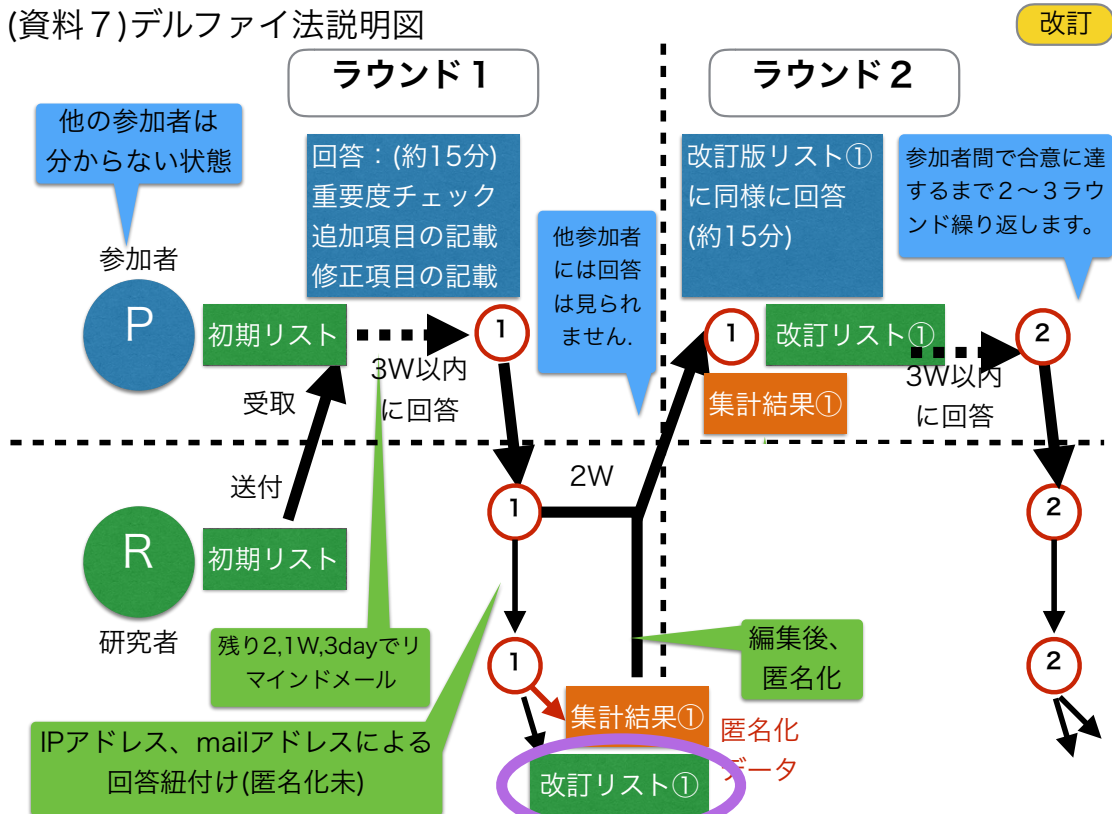 (資料７)デルファイ法説明図
改訂
ラウンド１
ラウンド２
他の参加者は
分からない状態
回答：(約15分)
重要度チェック
追加項目の記載
修正項目の記載
他参加者
には回答
は見られ
ません.
改訂版リスト①
に同様に回答
(約15分)
参加者間で合意に達
するまで２〜３ラウ
ンド繰り返します。
参加者
P
初期リスト
1
3W以内
に回答
1
改訂リスト①
集計結果①
3W以内
に回答
2
受取
送付
2W
R
初期リスト
研究者
1
2
残り2,1W,3dayでリ
マインドメール
1
編集後、
匿名化
2
集計結果①
匿名化
データ
改訂リスト①
IPアドレス、mailアドレスによる
回答紐付け(匿名化未)